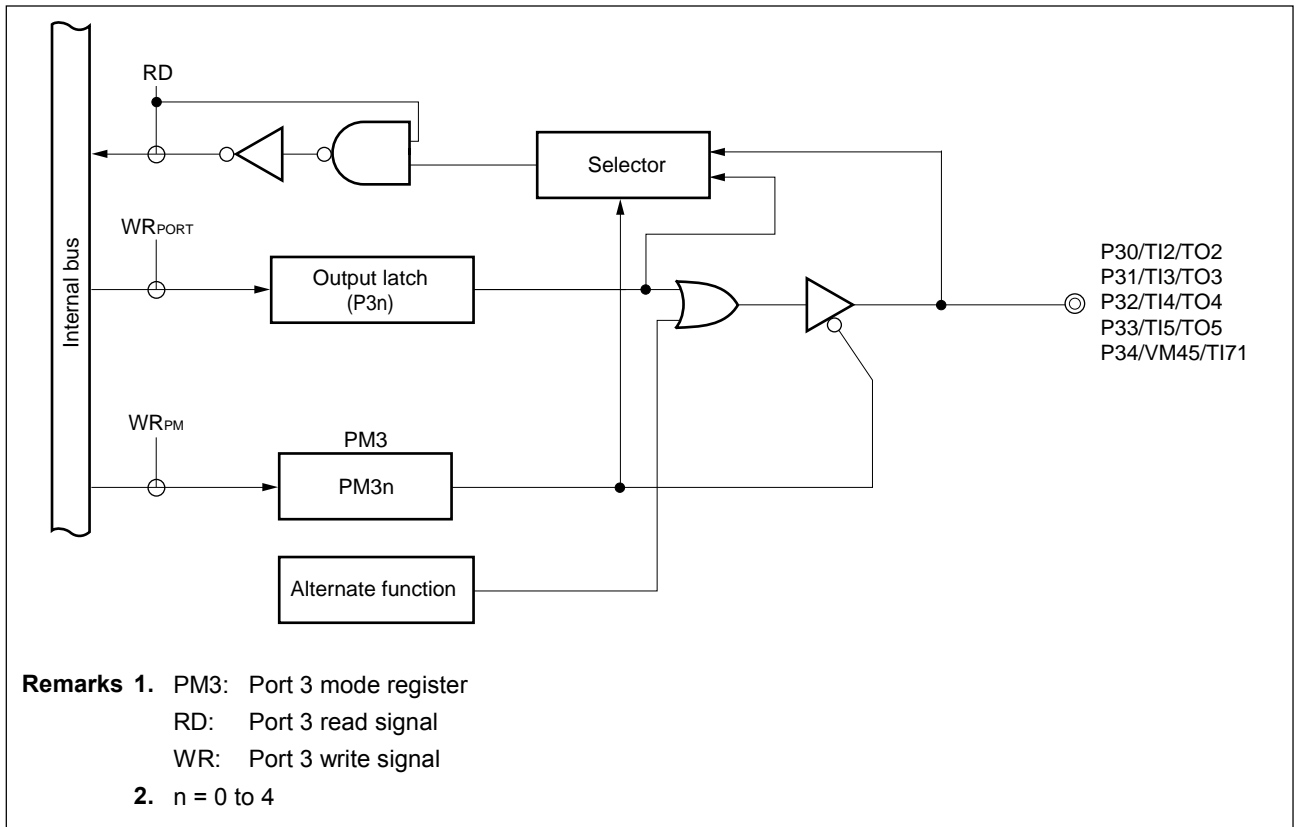 RD
Selector
WRPORT
Internal bus
Output latch
(P3n)
P30/TI2/TO2
P31/TI3/TO3
P32/TI4/TO4
P33/TI5/TO5
P34/VM45/TI71
WRPM
PM3
PM3n
Alternate function
Remarks 1. PM3: Port 3 mode register
RD: Port 3 read signal
WR: Port 3 write signal
2. n = 0 to 4